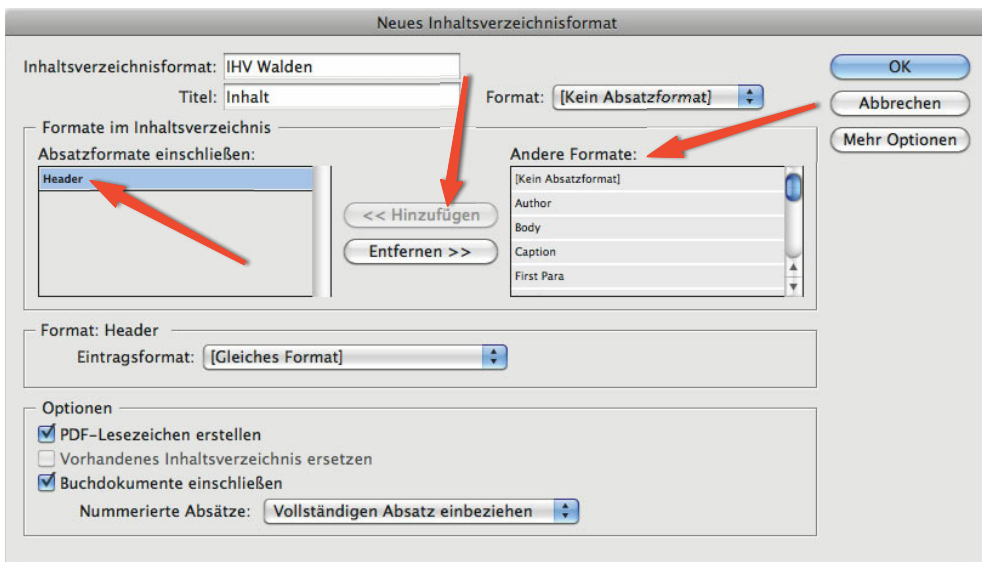 Neues Inhaltsverzeichnisformat
Inhaltsverzeichnisformat: IHV Walden
Titel: Inhalt
Format: [Kein Absatzformat]
OK
Abbrechen
Mehr Optionen
Formate im Inhaltsverzeichnis
Absatzformate einschließen:
Header
<< Hinzufügen
Entfernen >>
Andere Formate:
[Kein Absatzformat]
Author
Body
Caption
First Para
Format: Header
Eintragsformat: [Gleiches Format]
Optionen
PDF-Lesezeichen erstellen
Vorhandenes Inhaltsverzeichnis ersetzen
Buchdokumente einschließen
Nummerierte Absätze: Vollständigen Absatz einbeziehen